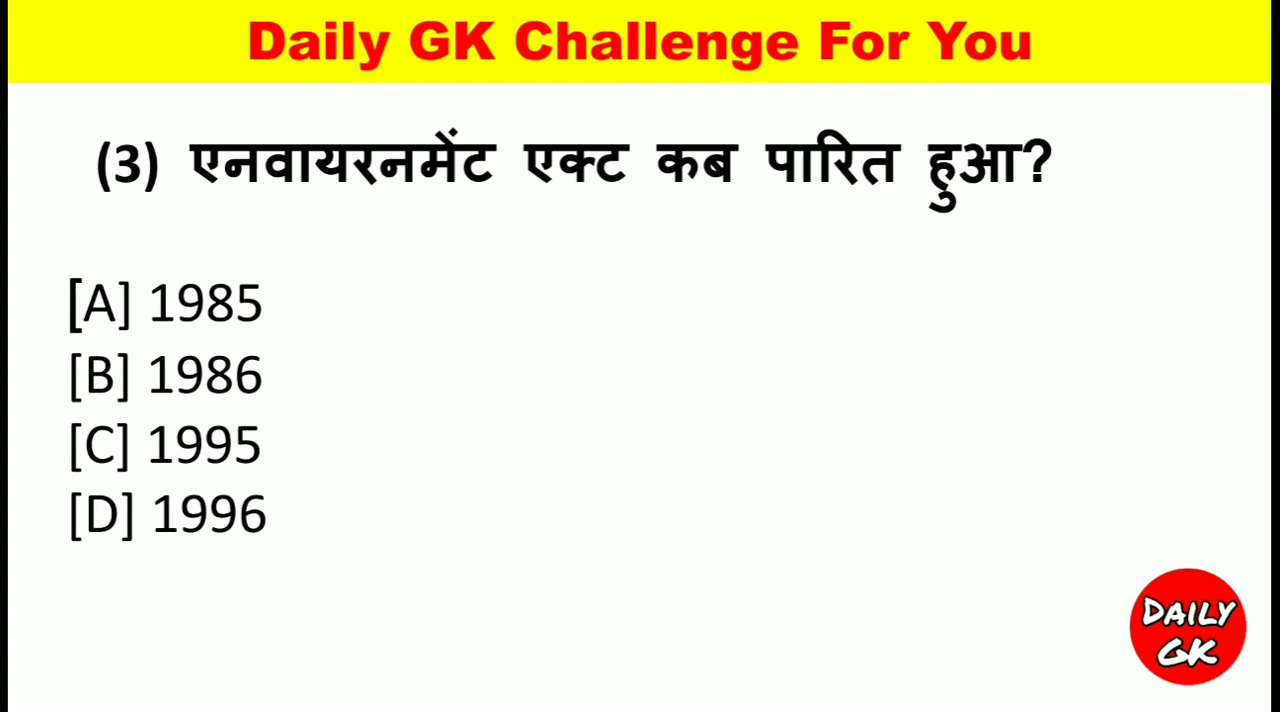 Daily GK Challenge For You
(3) एनवायरनमेंट एक्ट कब पारित हुआ?
[A] 1985
[B] 1986
[C] 1995
[D] 1996
DAILY
GK